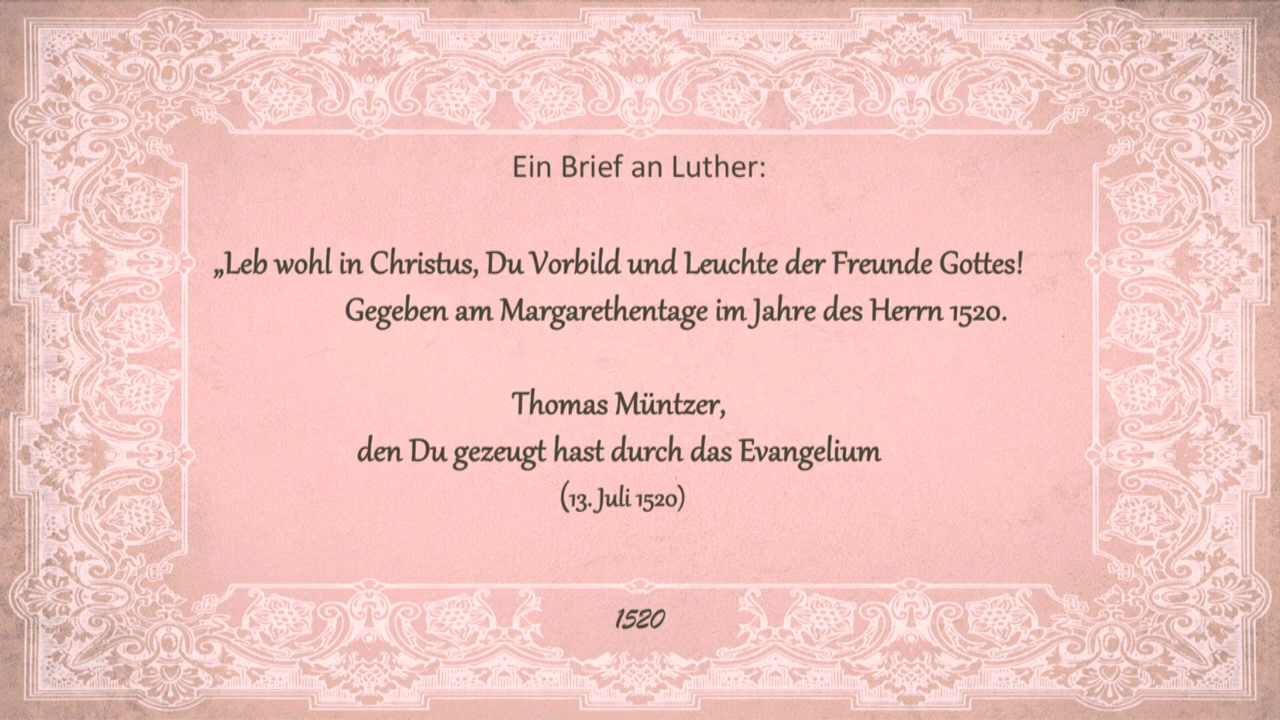 Ein Brief an Luther:
„Leb wohl in Christus, Du Vorbild und Leuchte der Freunde Gottes!
Gegeben am Margarethentage im Jahre des Herrn 1520.
Thomas Müntzer,
den Du gezeugt hast durch das Evangelium
(13. Juli 1520)
1520